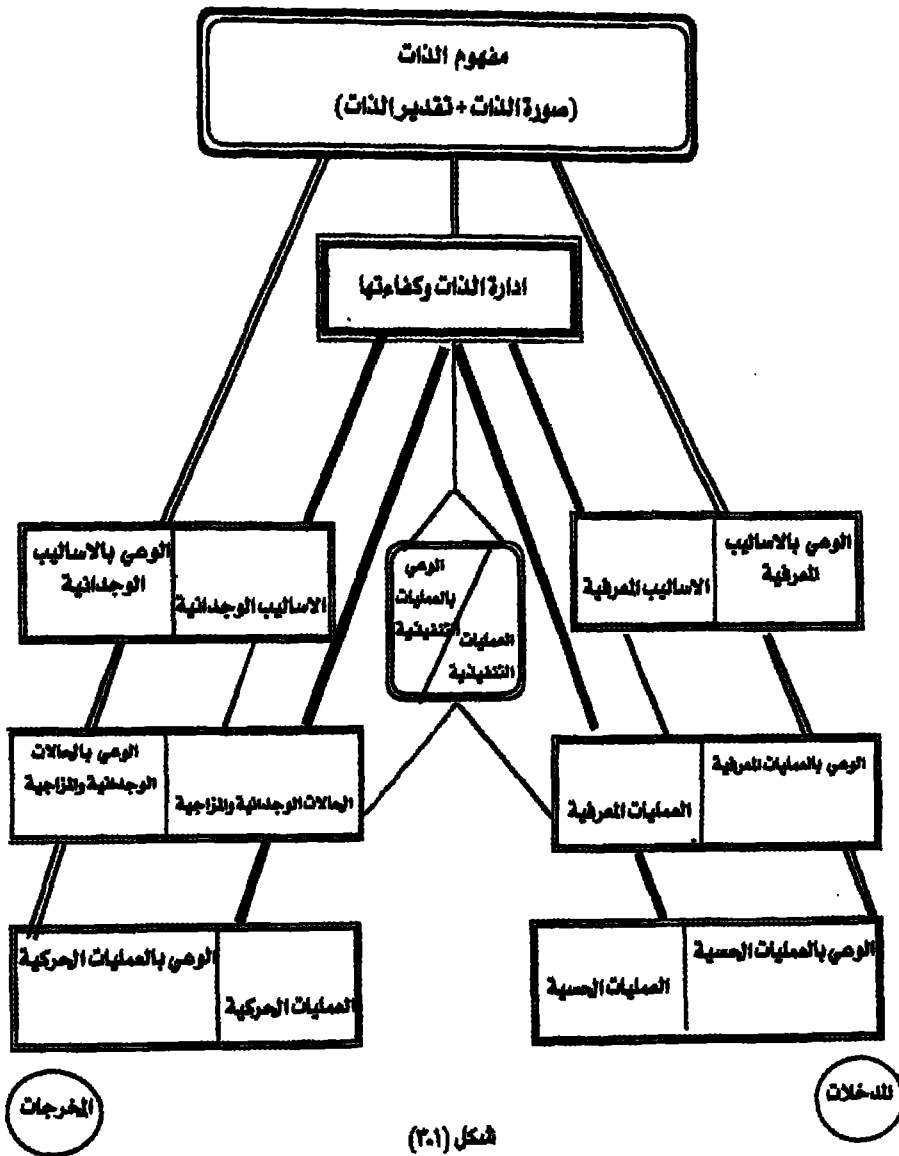 مفهوم الذات
(صورة الذات + تقدير الذات)
ادارة الذات وكفاءتها
الوعي بالاساليب
المعرفية
الاساليب المعرفية
الوعي
بالعمليات
التنفيذية
العمليات
التنفيذية
الاساليب الوجدانية
الوعي بالاساليب
الوجدانية
الوعي بالعمليات المعرفية
العمليات المعرفية
الحالات الوجدانية والمزاجية
الوعي بالحالات
الوجدانية والمزاجية
الوعي بالعمليات الحسية
العمليات الحسية
العمليات الحركية
الوعي بالعمليات الحركية
المدخلات
المخرجات
شكل (٣٠١)